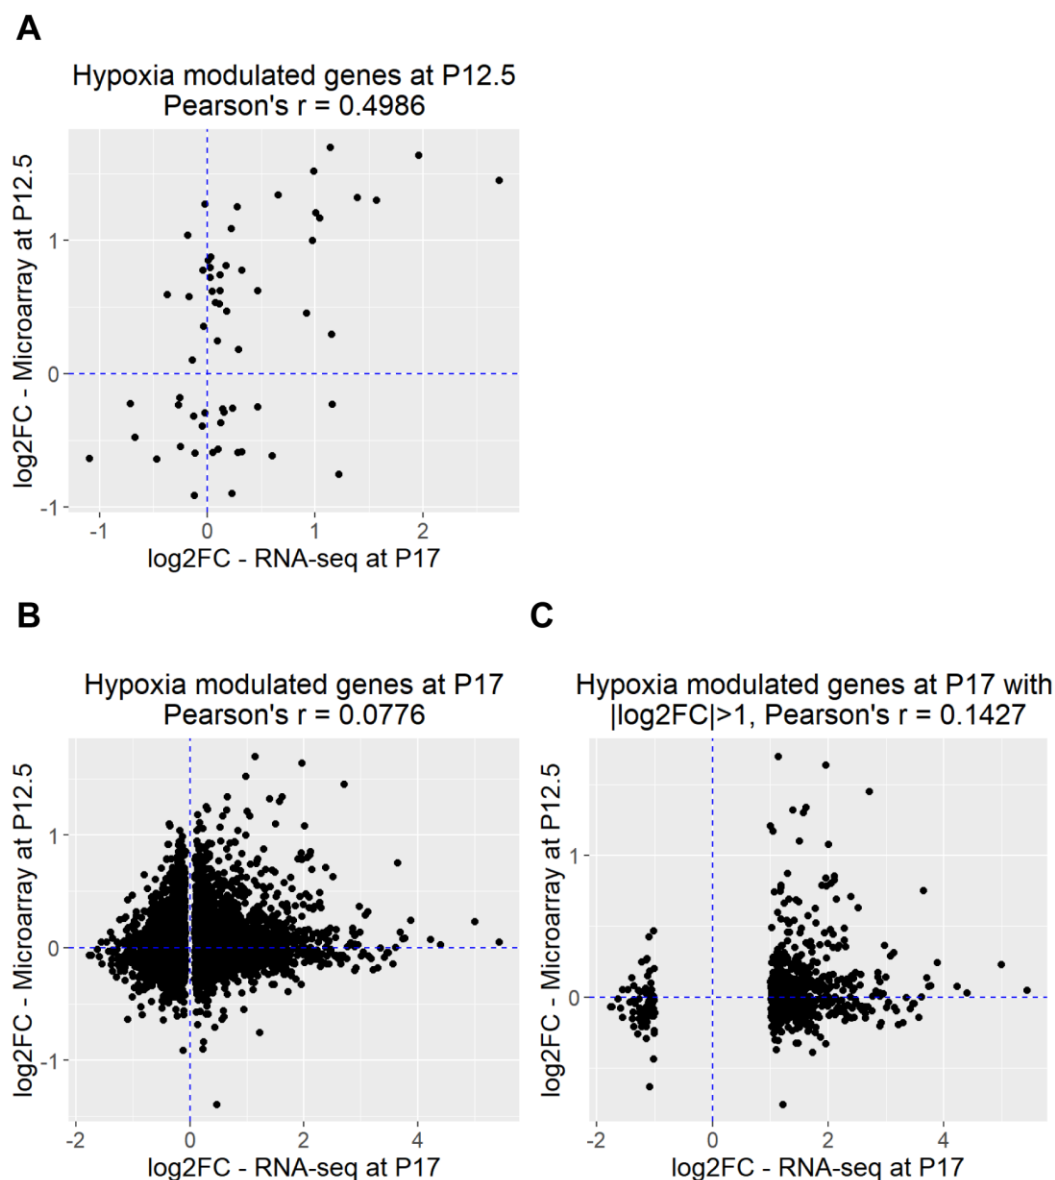 A
Hypoxia modulated genes at P12.5
Pearson's r = 0.4986
log2FC - Microarray at P12.5
1
0
-1
-1
0
1
2
log2FC - RNA-seq at P17
B
Hypoxia modulated genes at P17
Pearson's r = 0.0776
log2FC - Microarray at P12.5
1
0
-1
-2
0
2
4
log2FC - RNA-seq at P17
C
Hypoxia modulated genes at P17 with
|log2FC|>1, Pearson's r = 0.1427
log2FC - Microarray at P12.5
1
0
-2
0
2
4
log2FC - RNA-seq at P17